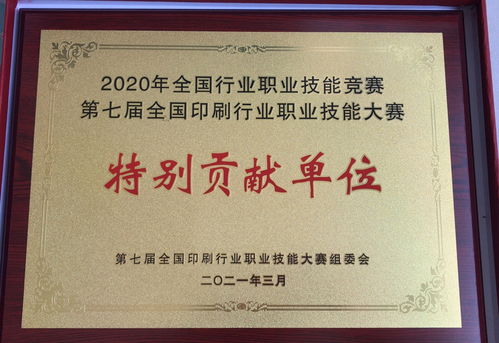 2020年全国行业职业技能竞赛
第七届全国印刷行业职业技能大赛
特别贡献单位
第七届全国印刷行业职业技能大赛组委会
二〇二一年三月